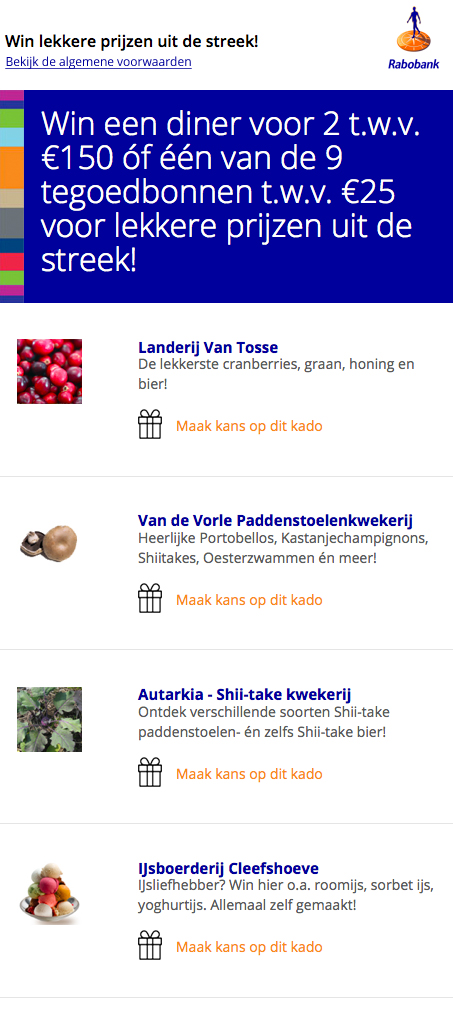 Win lekkere prijzen uit de streek!
Bekijk de algemene voorwaarden
Rabobank
Win een diner voor 2 t.w.v.
€150 óf één van de 9
tegoedbonnen t.w.v. €25
voor lekkere prijzen uit de
streek!
Landerij Van Tosse
De lekkerste cranberries, graan, honing en
bier!
Maak kans op dit kado
Van de Vorle Paddenstoelenkwekerij
Heerlijke Portobellos, Kastanjechampignons,
Shiitakes, Oesterzwammen én meer!
Maak kans op dit kado
Autarkia - Shii-take kwekerij
Ontdek verschillende soorten Shii-take
paddenstoelen- én zelfs Shii-take bier!
Maak kans op dit kado
IJsboerderij Cleefshoeve
IJsliefhebber? Win hier o.a. roomijs, sorbet ijs,
yoghurtijs. Allemaal zelf gemaakt!
Maak kans op dit kado